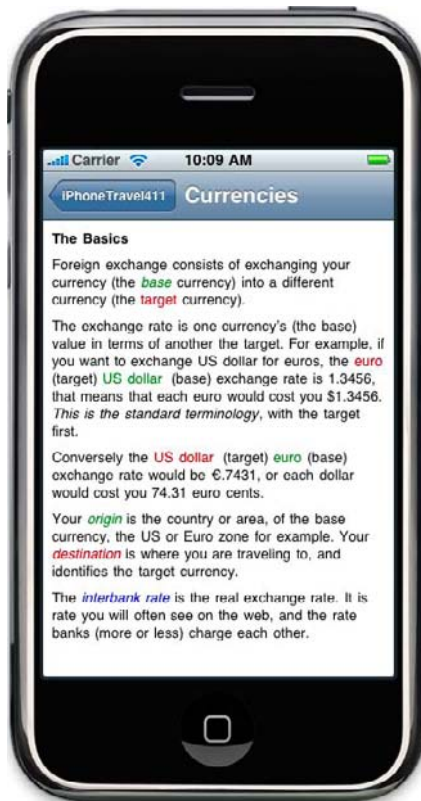 Carrier 10:09 AM
iPhoneTravel411 Currencies
The Basics
Foreign exchange consists of exchanging your
currency (the base currency) into a different
currency (the target currency).
The exchange rate is one currency's (the base)
value in terms of another the target. For example, if
you want to exchange US dollar for euros, the euro
(target) US dollar (base) exchange rate is 1.3456,
that means that each euro would cost you $1.3456.
This is the standard terminology, with the target
first.
Conversely the US dollar (target) euro (base)
exchange rate would be €.7431, or each dollar
would cost you 74.31 euro cents.
Your origin is the country or area, of the base
currency, the US or Euro zone for example. Your
destination is where you are traveling to, and
identifies the target currency.
The interbank rate is the real exchange rate. It is
rate you will often see on the web, and the rate
banks (more or less) charge each other.